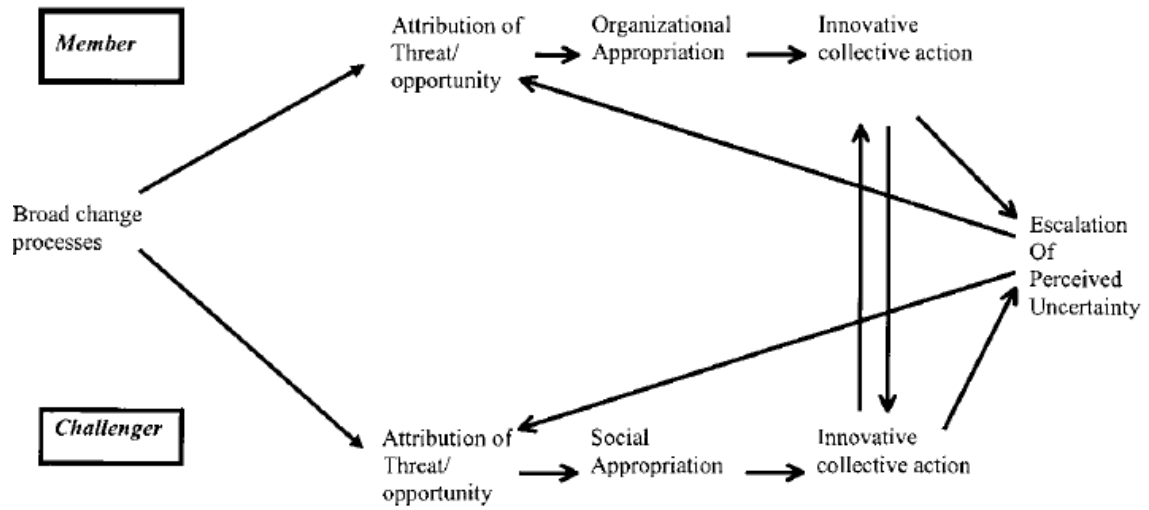 Member
Attribution of
Threat/
opportunity
Organizational
Appropriation
Innovative
collective action
Broad change
processes
Escalation
Of
Perceived
Uncertainty
Challenger
Attribution of
Threat/
opportunity
Social
Appropriation
Innovative
collective action